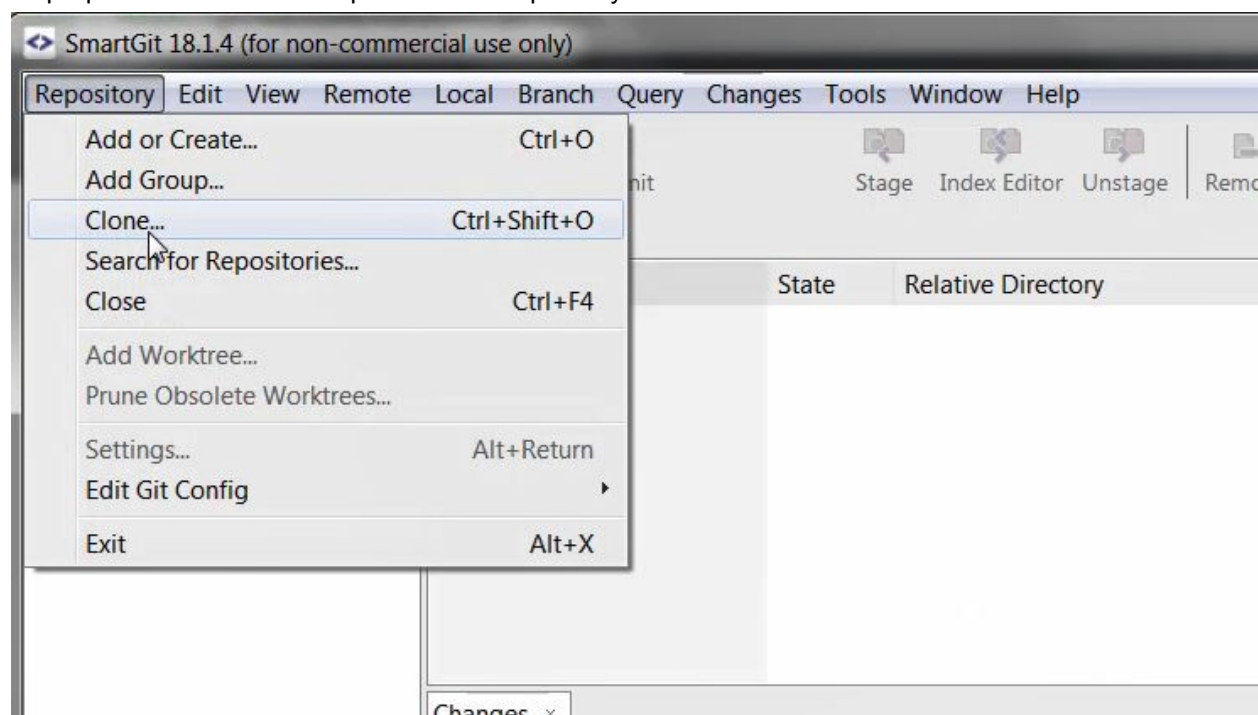 SmartGit 18.1.4 (for non-commercial use only)
Repository Edit View Remote Local Branch Query Changes Tools Window Help
Add or Create... Ctrl+O
Add Group...
Clone... Ctrl+Shift+O
Search for Repositories...
Close Ctrl+F4
Add Worktree...
Prune Obsolete Worktrees...
Settings... Alt+Return
Edit Git Config
Exit Alt+X
Stage Index Editor Unstage
State Relative Directory
Changes